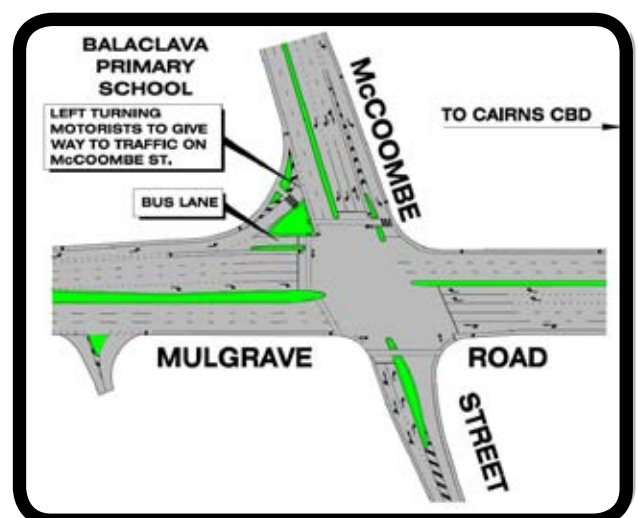 BALACLAVA
PRIMARY
SCHOOL
LEFT TURNING
MOTORISTS TO GIVE
WAY TO TRAFFIC ON
McCOOMBE ST.
BUS LANE
McCOOMBE
TO CAIRNS CBD
MULGRAVE
ROAD
STREET